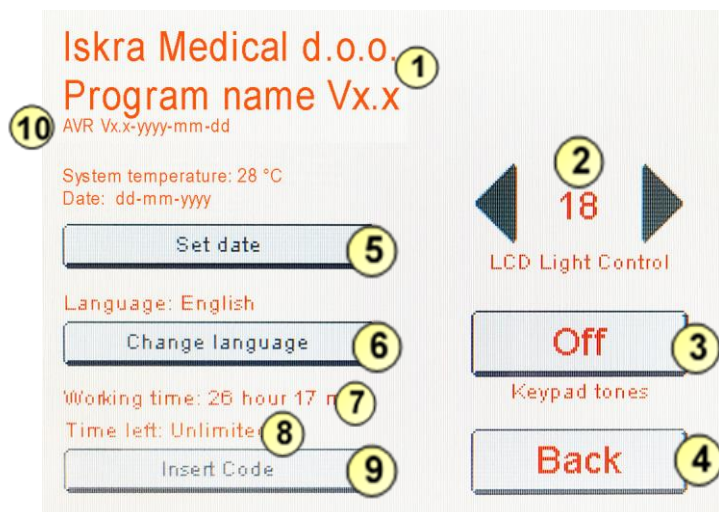 Iskra Medical d.o.o.
1
Program name Vx.x
10
AVR Vx.x-yyyy-mm-dd
System temperature: 28 °C
Date: dd-mm-yyyy
Set date
5
Language: English
Change language
6
Working time: 26 hour 17
7
Time left:
8
Insert Code
9
2
18
LCD Light Control
Off
3
Keypad tones
Back
4